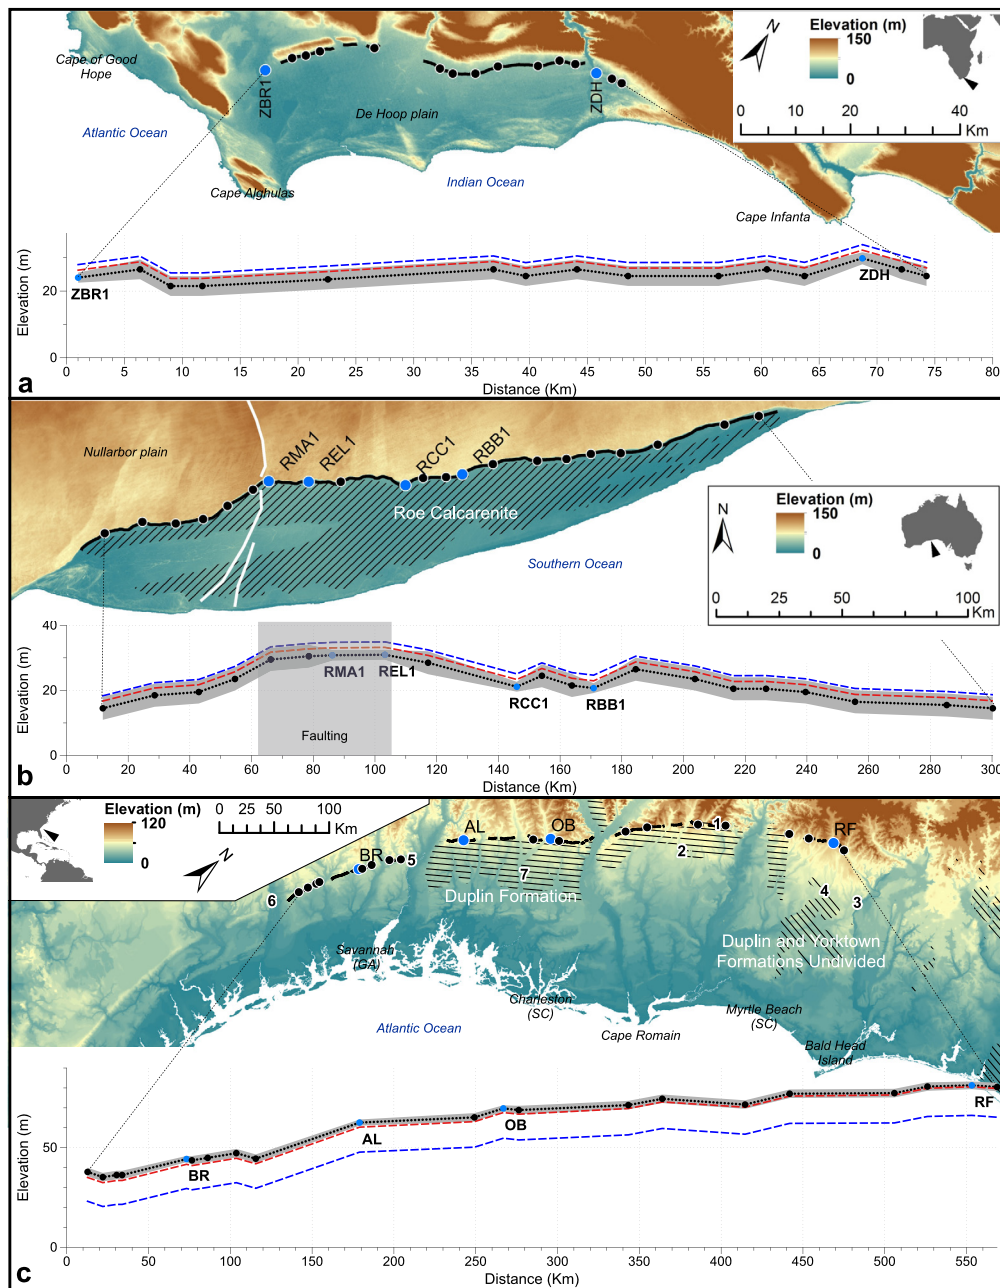 Cape of Good
Hope
Atlantic Ocean
ZBR1
De Hoop plain
ZDH
Cape Alghulas
Indian Ocean
Cape Infanta
N
Elevation (m)
150
0
0 10 20 40
Km
Elevation (m)
20
0
ZBR1
ZDH
0 5 10 15 20 25 30 35 40 45 50 55 60 65 70 75 80
Distance (Km)
a
Nullarbor plain
RMA1
REL1
RCC1
RBB1
Roe Calcarenite
Southern Ocean
N
Elevation (m)
150
0
0 25 50 100
Km
Elevation (m)
40
20
0
RMA1
REL1
RCC1
RBB1
Faulting
0 20 40 60 80 100 120 140 160 180 200 220 240 260 280 300
Distance (Km)
b
Elevation (m)
120
0
0 25 50 100
Km
N
BR
5
6
AL
OB
7
Duplin Formation
1
2
RF
4
3
Duplin and Yorktown
Formations Undivided
Savannah
(GA)
Charleston
(SC)
Cape Romain
Myrtle Beach
(SC)
Bald Head
Island
Atlantic Ocean
Elevation (m)
50
0
BR
AL
OB
RF
0 50 100 150 200 250 300 350 400 450 500 550
Distance (Km)
c